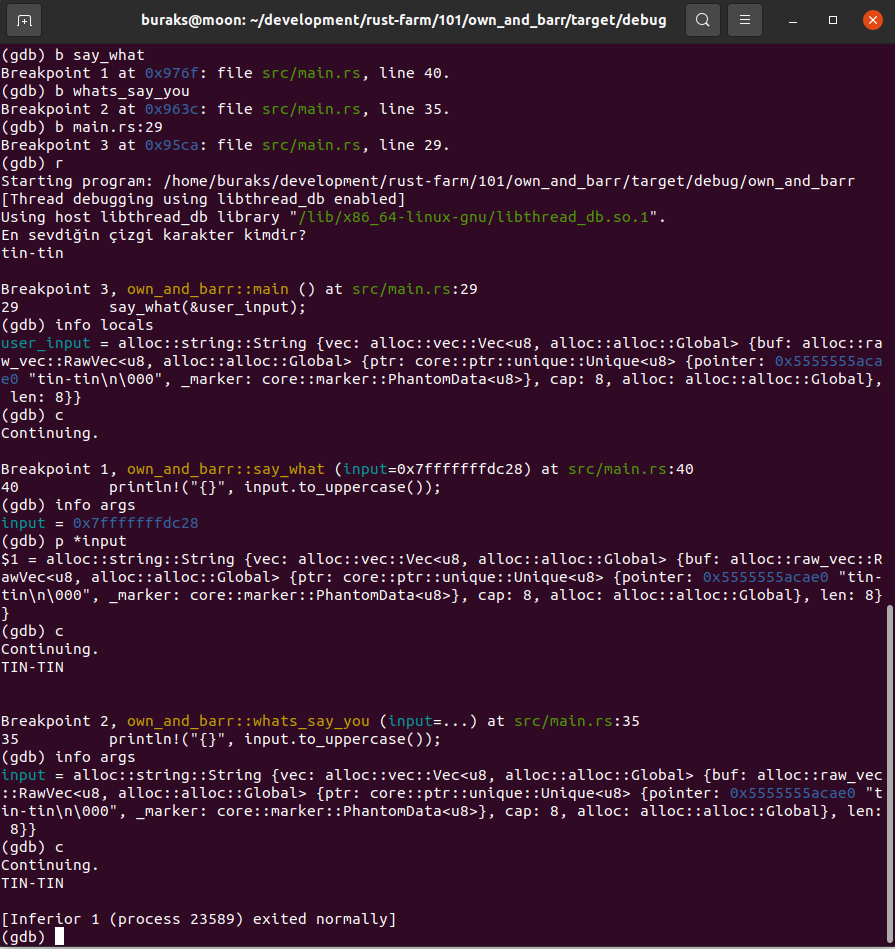 buraks@moon: ~/development/rust-farm/101/own_and_barr/target/debug
(gdb) b say_what
Breakpoint 1 at 0x976f: file src/main.rs, line 40.
(gdb) b whats_say_you
Breakpoint 2 at 0x963c: file src/main.rs, line 35.
(gdb) b main.rs:29
Breakpoint 3 at 0x95ca: file src/main.rs, line 29.
(gdb) r
Starting program: /home/buraks/development/rust-farm/101/own_and_barr/target/debug/own_and_barr
[Thread debugging using libthread_db enabled]
Using host libthread_db library "/lib/x86_64-linux-gnu/libthread_db.so.1".
En sevdiğin çizgi karakter kimdir?
tin-tin
Breakpoint 3, own_and_barr::main () at src/main.rs:29
29          say_what(&user_input);
(gdb) info locals
user_input = alloc::string::String {vec: alloc::vec::Vec<u8, alloc::alloc::Global> {buf: alloc::ra
w_vec::RawVec<u8, alloc::alloc::Global> {ptr: core::ptr::unique::Unique<u8> {pointer: 0x5555555aca
e0 "tin-tin\n\000", _marker: core::marker::PhantomData<u8>}, cap: 8, alloc: alloc::alloc::Global},
 len: 8}}
(gdb) c
Continuing.
Breakpoint 1, own_and_barr::say_what (input=0x7fffffffdc28) at src/main.rs:40
40          println!("{}", input.to_uppercase());
(gdb) info args
input = 0x7fffffffdc28
(gdb) p *input
$1 = alloc::string::String {vec: alloc::vec::Vec<u8, alloc::alloc::Global> {buf: alloc::raw_vec::R
awVec<u8, alloc::alloc::Global> {ptr: core::ptr::unique::Unique<u8> {pointer: 0x5555555acae0 "tin-
tin\n\000", _marker: core::marker::PhantomData<u8>}, cap: 8, alloc: alloc::alloc::Global}, len: 8}
}
(gdb) c
Continuing.
TIN-TIN
Breakpoint 2, own_and_barr::whats_say_you (input=...) at src/main.rs:35
35          println!("{}", input.to_uppercase());
(gdb) info args
input = alloc::string::String {vec: alloc::vec::Vec<u8, alloc::alloc::Global> {buf: alloc::raw_vec
::RawVec<u8, alloc::alloc::Global> {ptr: core::ptr::unique::Unique<u8> {pointer: 0x5555555acae0 "t
in-tin\n\000", _marker: core::marker::PhantomData<u8>}, cap: 8, alloc: alloc::alloc::Global}, len:
 8}}
(gdb) c
Continuing.
TIN-TIN
[Inferior 1 (process 23589) exited normally]
(gdb)